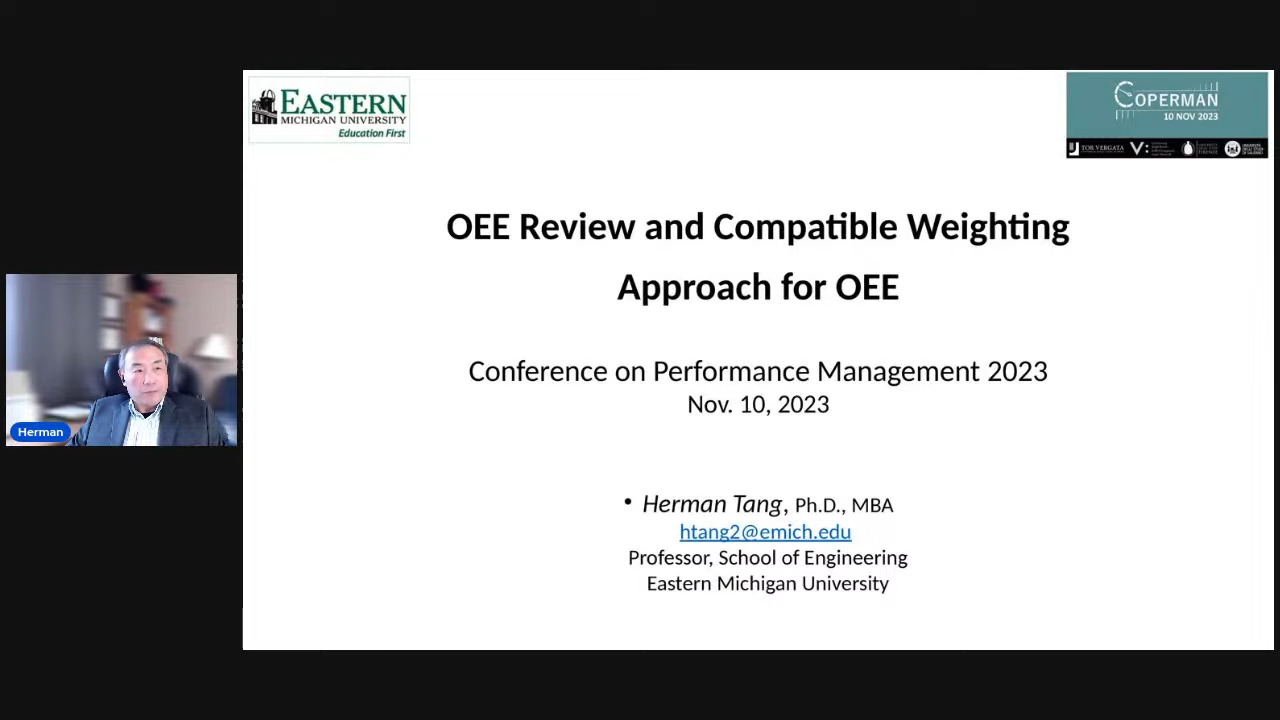 EASTERN
MICHIGAN UNIVERSITY
Education First
COPERMAN
10 NOV 2023
TOR VERGATA
OEE Review and Compatible Weighting
Approach for OEE
Conference on Performance Management 2023
Nov. 10, 2023
• Herman Tang, Ph.D., MBA
htang2@emich.edu
Professor, School of Engineering
Eastern Michigan University
Herman